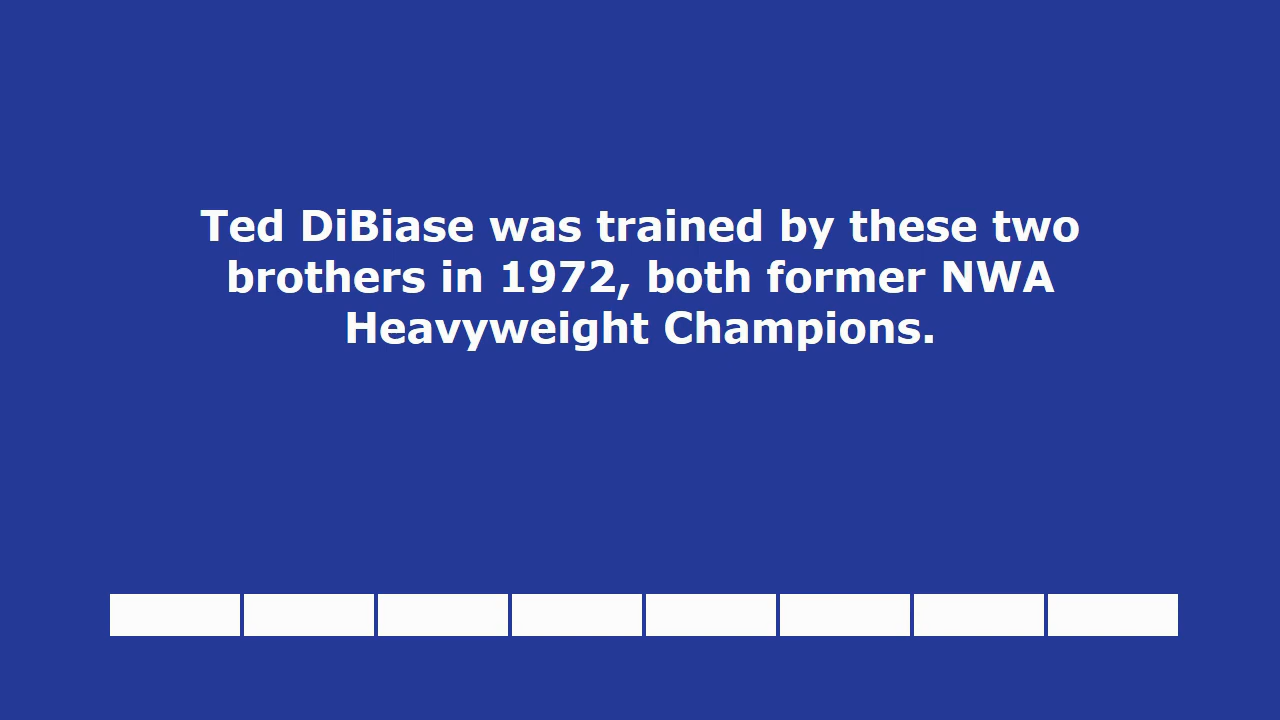 Ted DiBiase was trained by these two
brothers in 1972, both former NWA
Heavyweight Champions.